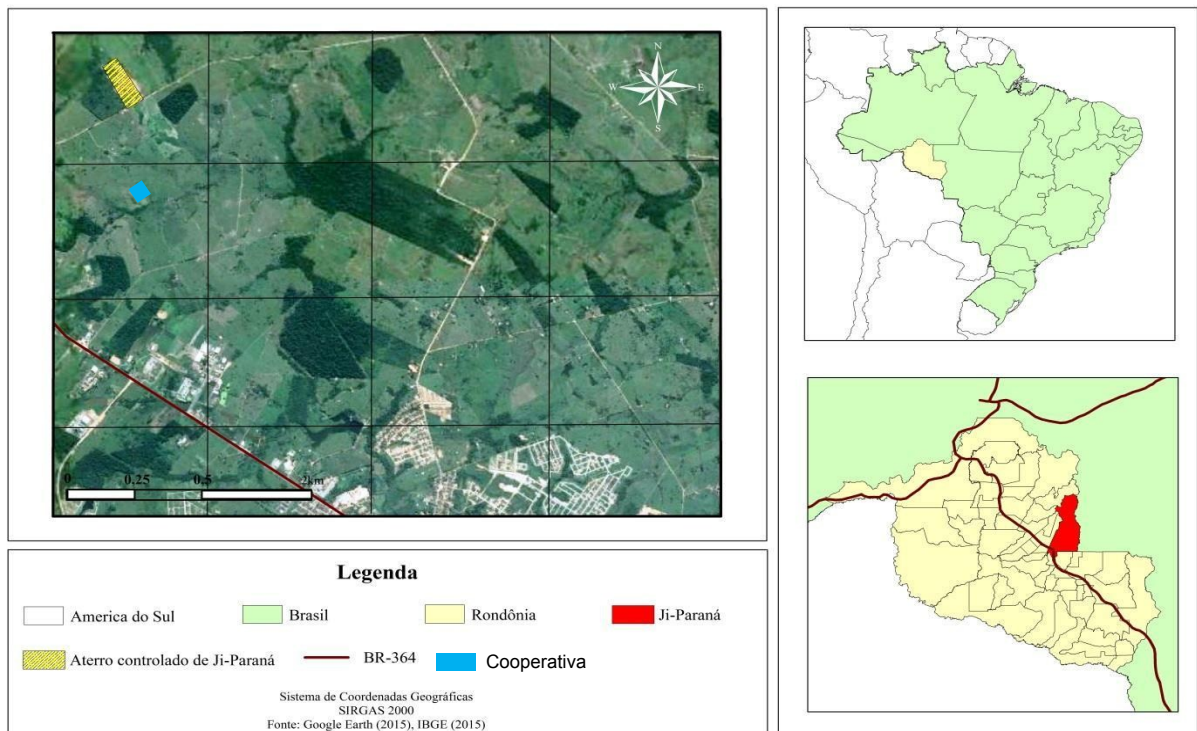 N
W E
S
0 0,25 0,5 2km
Legenda
America do Sul Brasil Rondônia Ji-Paraná
Aterro controlado de Ji-Paraná BR-364 Cooperativa
Sistema de Coordenadas Geográficas
SIRGAS 2000
Fonte: Google Earth (2015), IBGE (2015)